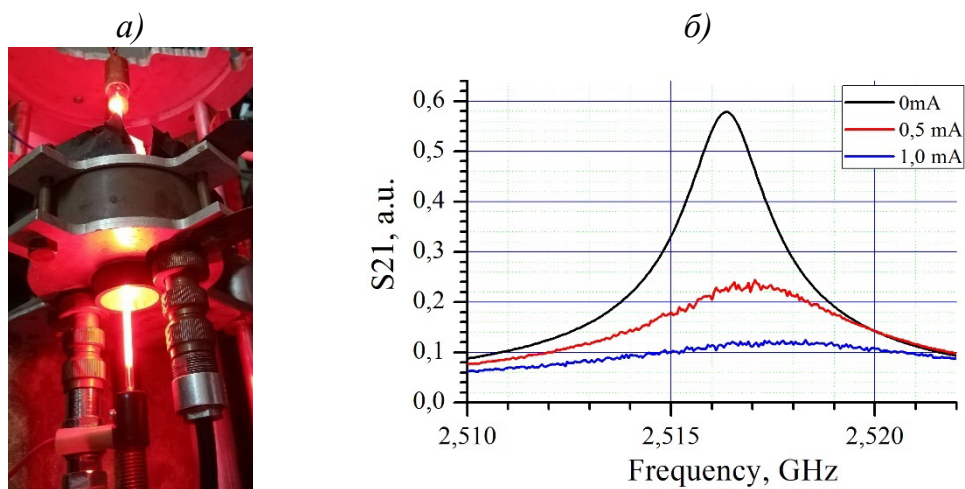 а)
б)
S21, a.u.
0,6
0,5
0,4
0,3
0,2
0,1
0,0
0mA
0,5 mA
1,0 mA
2,510
2,515
2,520
Frequency, GHz